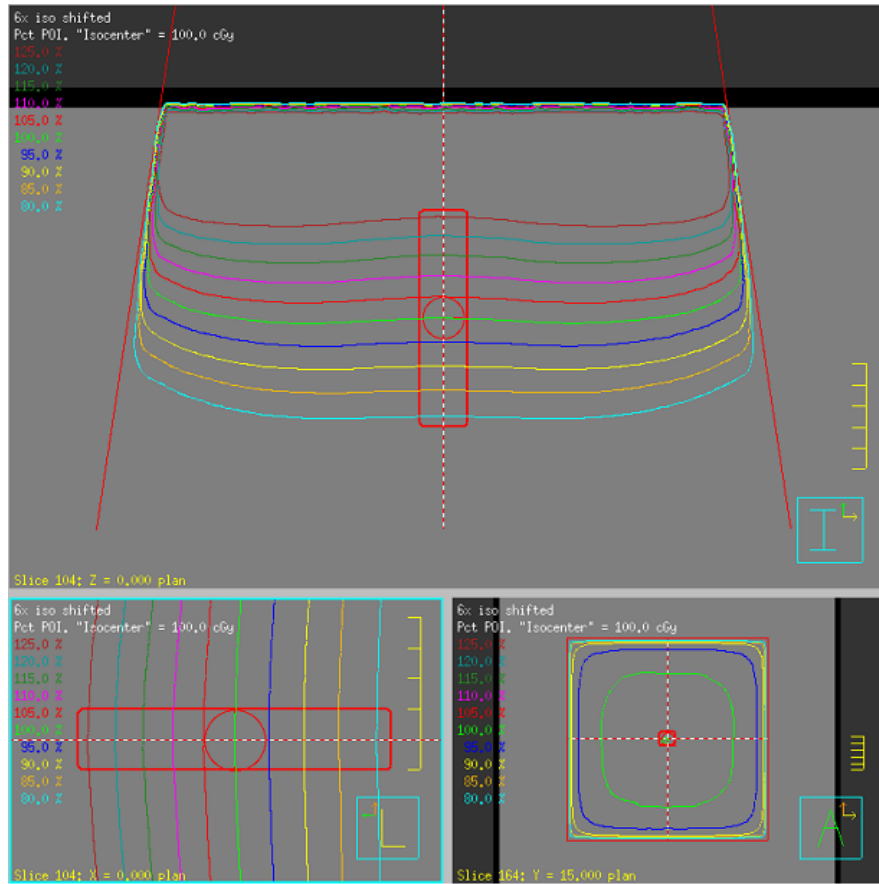 6x iso shifted
Pct POI. "Isocenter" = 100.0 cGy
125.0 %
120.0 %
115.0 %
110.0 %
105.0 %
100.0 %
95.0 %
90.0 %
85.0 %
80.0 %
I
Slice 104: Z = 0.000 plan
6x iso shifted
Pct POI. "Isocenter" = 100.0 cGy
125.0 %
120.0 %
115.0 %
110.0 %
105.0 %
100.0 %
95.0 %
90.0 %
85.0 %
80.0 %
L
Slice 104: X = 0.000 plan
6x iso shifted
Pct POI. "Isocenter" = 100.0 cGy
125.0 %
120.0 %
115.0 %
110.0 %
105.0 %
100.0 %
95.0 %
90.0 %
85.0 %
80.0 %
A
Slice 164: Y = 15.000 plan